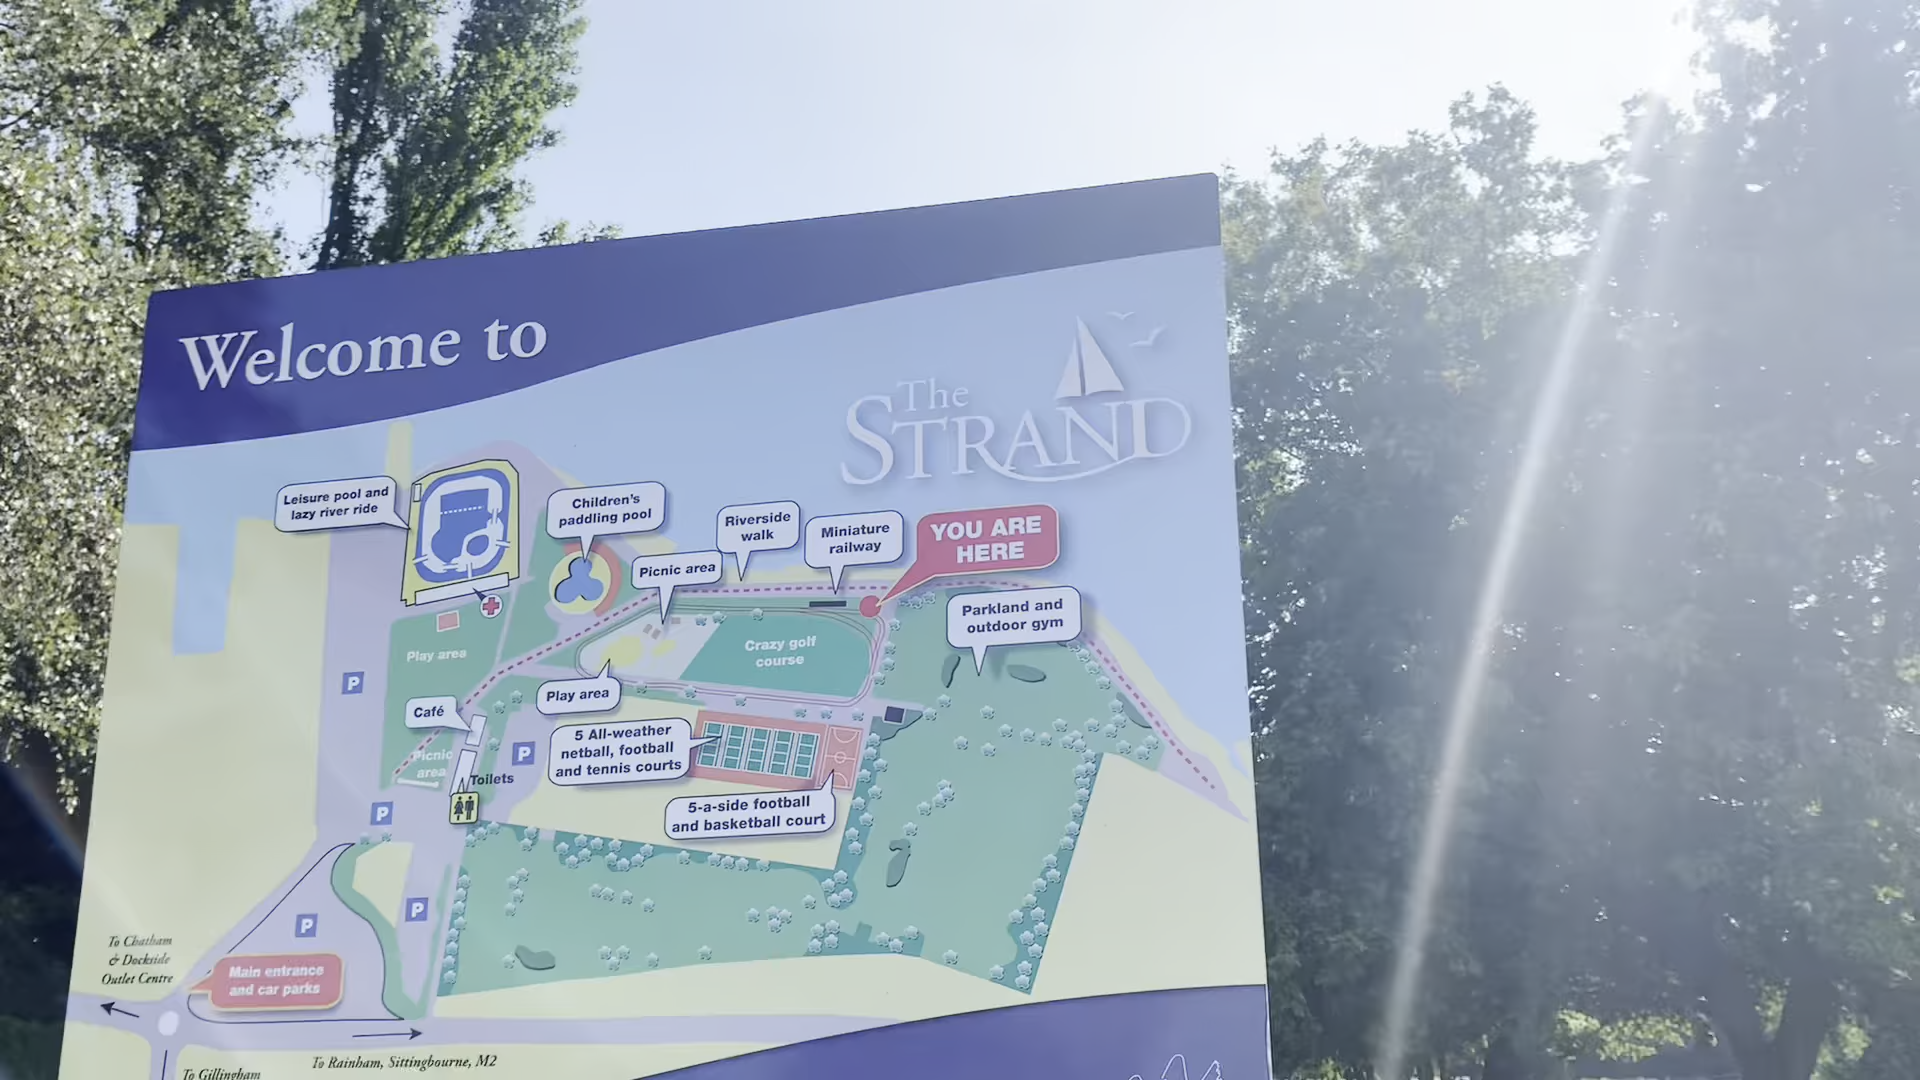 Welcome to
The
STRAND
Leisure pool and
lazy river ride
Children's
paddling pool
Riverside
walk
Miniature
railway
YOU ARE
HERE
Picnic area
Parkland and
outdoor gym
Play area
Crazy golf
course
Play area
Café
P
5 All-weather
netball, football
and tennis courts
P
Picnic
area
Toilets
5-a-side football
and basketball court
P
P
P
To Chatham
& Dockside
Outlet Centre
Main entrance
and car parks
To Rainham, Sittingbourne, M2
To Gillingham